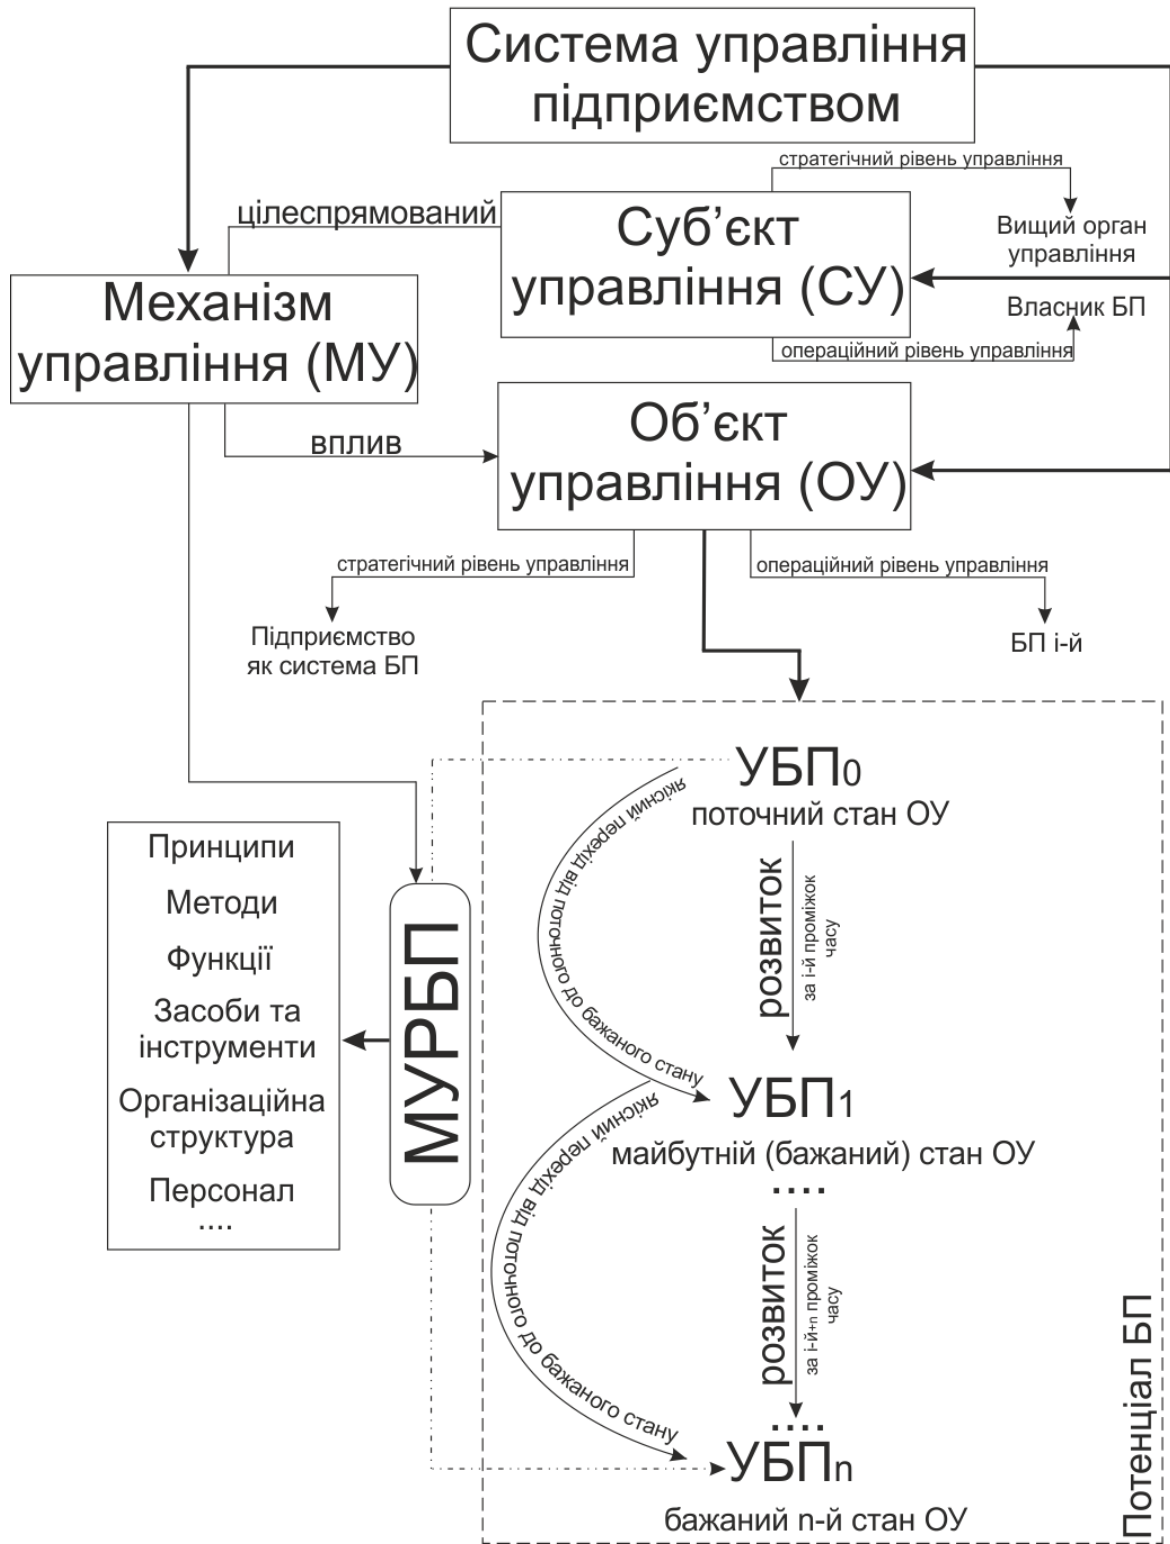 Система управління
підприємством
стратегічний рівень управління
цілеспрямований
Суб’єкт
управління (СУ)
Вищий орган
управління
Механізм
управління (МУ)
Власник БП
операційний рівень управління
Об’єкт
управління (ОУ)
вплив
стратегічний рівень управління
операційний рівень управління
Підприємство
як система БП
БП і-й
УБП0
поточний стан ОУ
якісний перехід від поточного до бажаного стану
розвиток
за і-й проміжок
часу
Принципи
Методи
Функції
Засоби та
інструменти
Організаційна
структура
Персонал
....
МУРБП
УБП1
майбутній (бажаний) стан ОУ
....
якісний перехід від поточного до бажаного стану
розвиток
за і-й+n проміжок
часу
....
УБПn
бажаний n-й стан ОУ
Потенціал БП